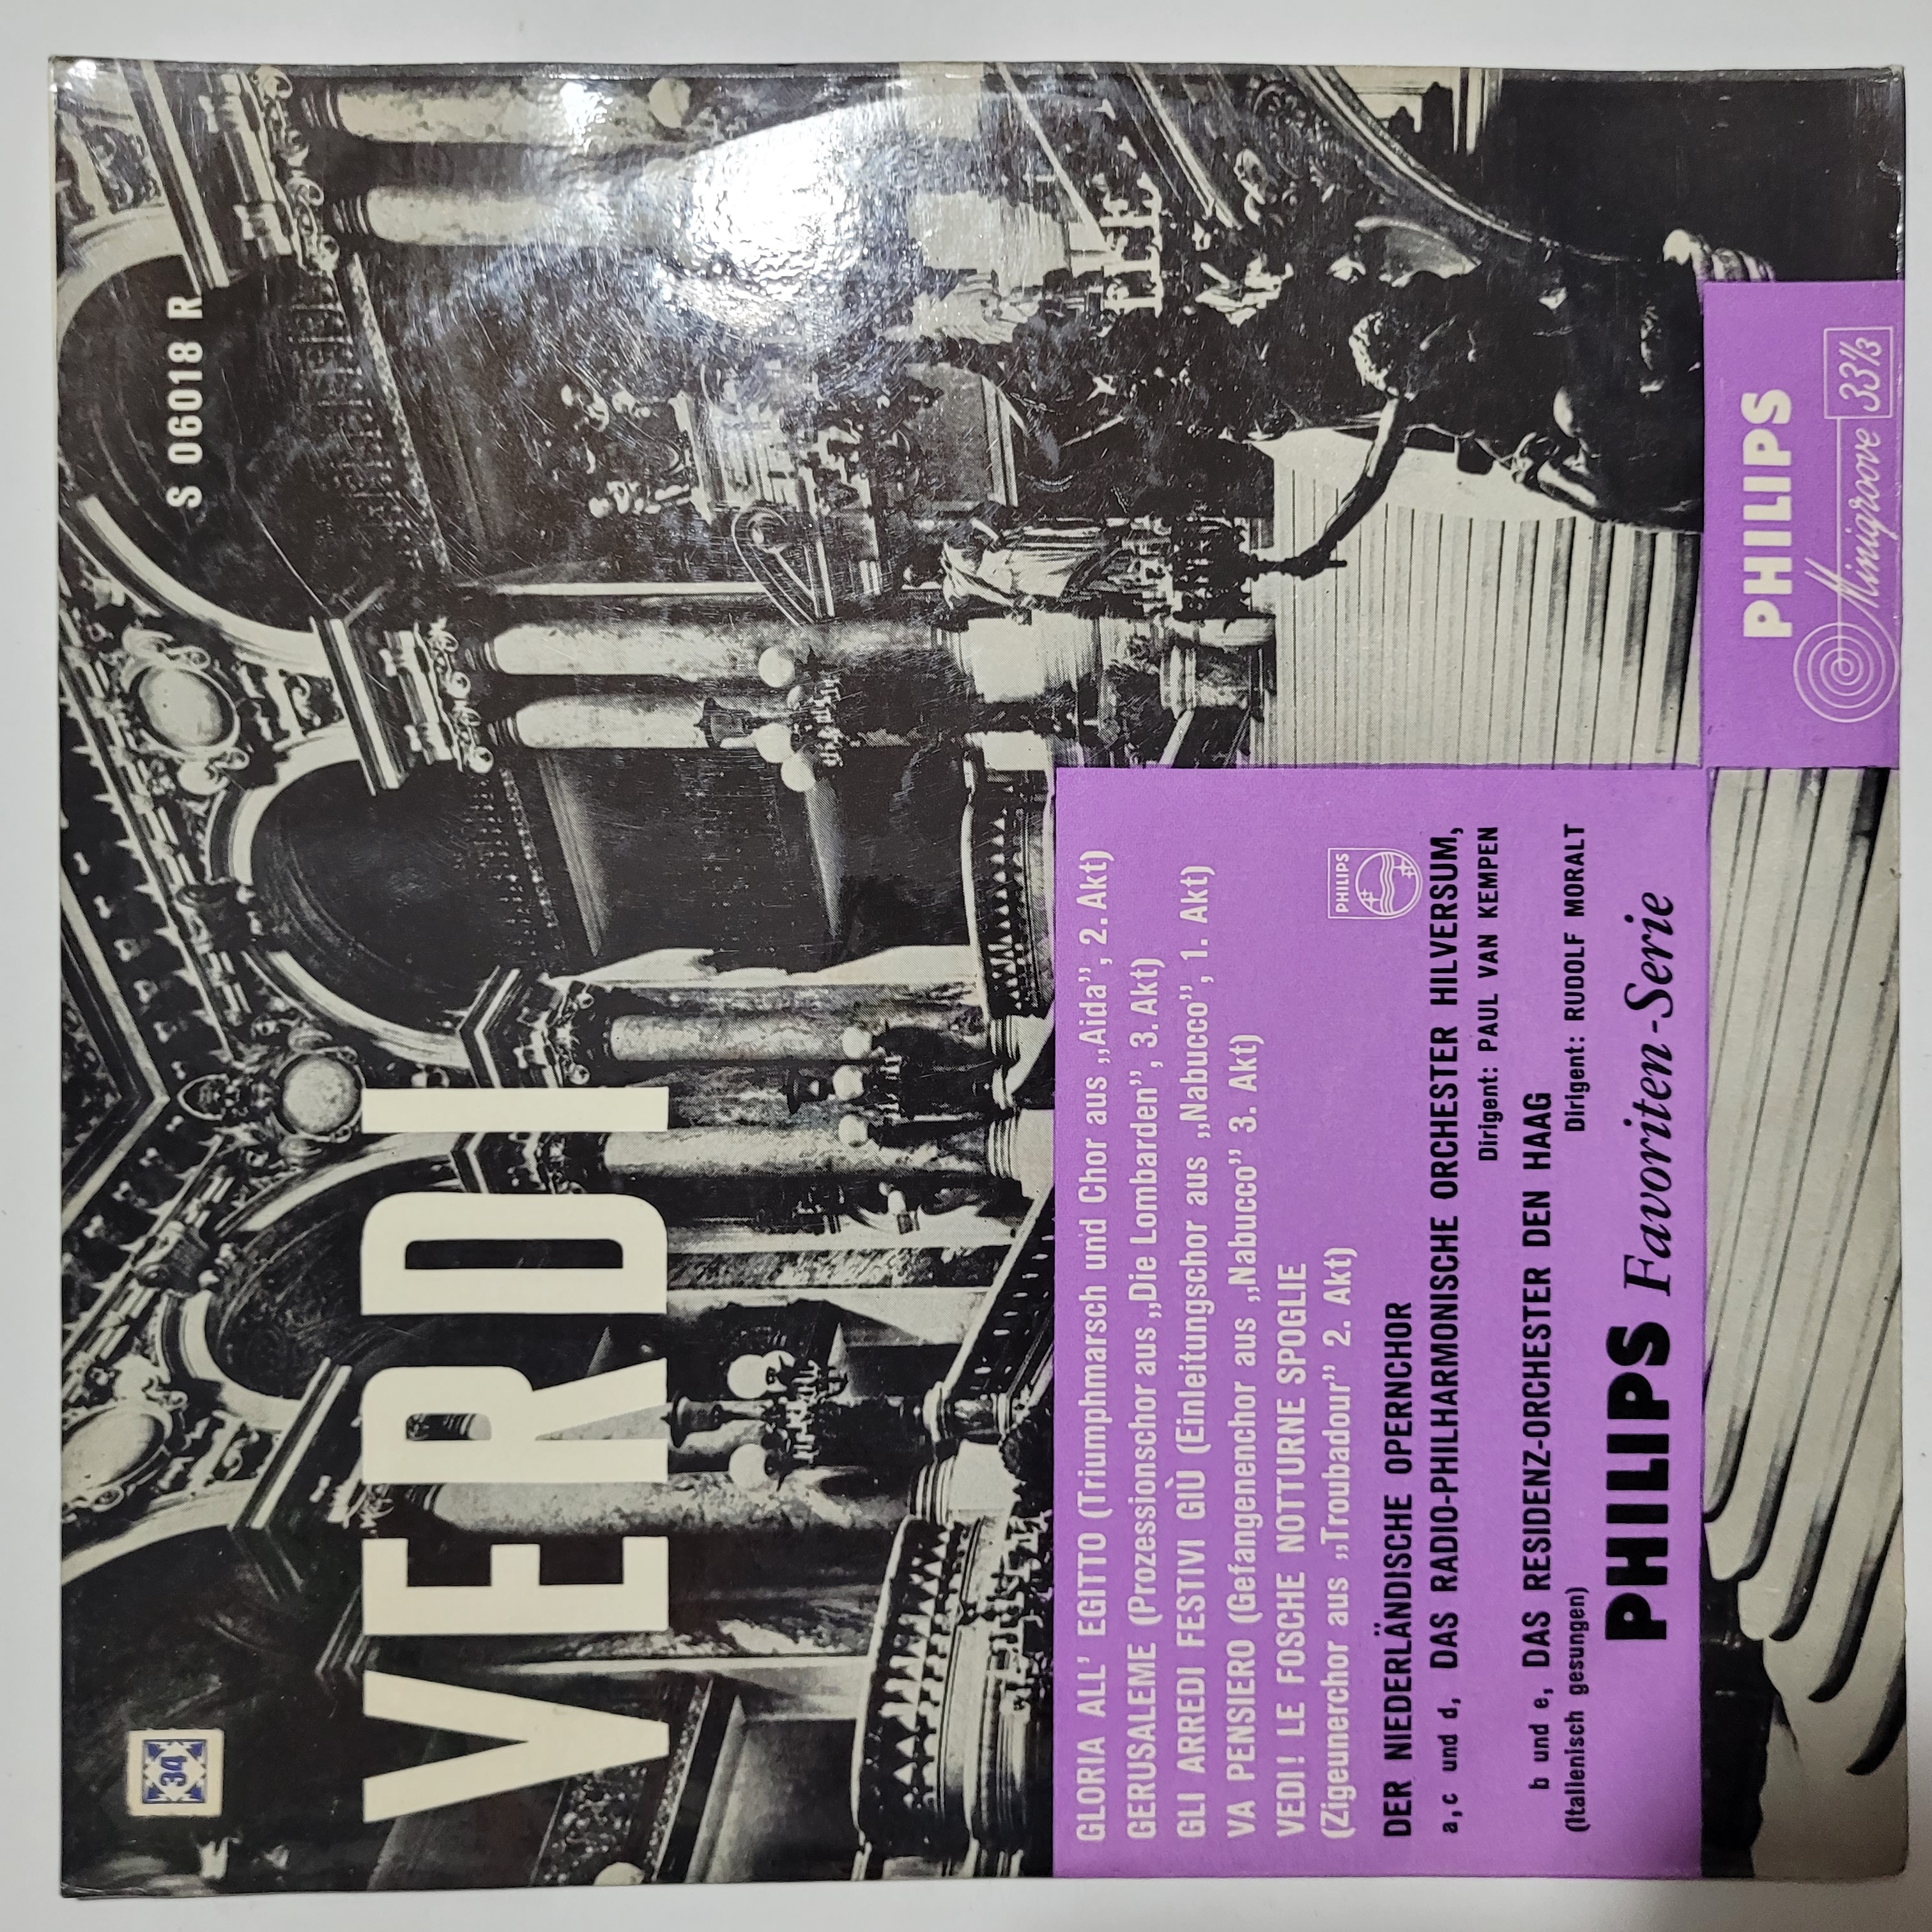 34
S 06018 R
VERDI
GLORIA ALL' EGITTO (Triumphmarsch und Chor aus „Aida”, 2. Akt)
GERUSALEME (Prozessionschor aus „Die Lombarden”, 3. Akt)
GLI ARREDI FESTIVI GIÙ (Einleitungschor aus „Nabucco”, 1. Akt)
VA PENSIERO (Gefangenenchor aus „Nabucco” 3. Akt)
VEDI! LE FOSCHE NOTTURNE SPOGLIE
(Zigeunerchor aus „Troubadour” 2. Akt)
PHILIPS
DER NIEDERLÄNDISCHE OPERNCHOR
a,c und d, DAS RADIO-PHILHARMONISCHE ORCHESTER HILVERSUM,
Dirigent: PAUL VAN KEMPEN
b und e, DAS RESIDENZ-ORCHESTER DEN HAAG
(Italienisch gesungen) Dirigent: RUDOLF MORALT
PHILIPS Favoriten-Serie
PHILIPS
Minigroove 33⅓